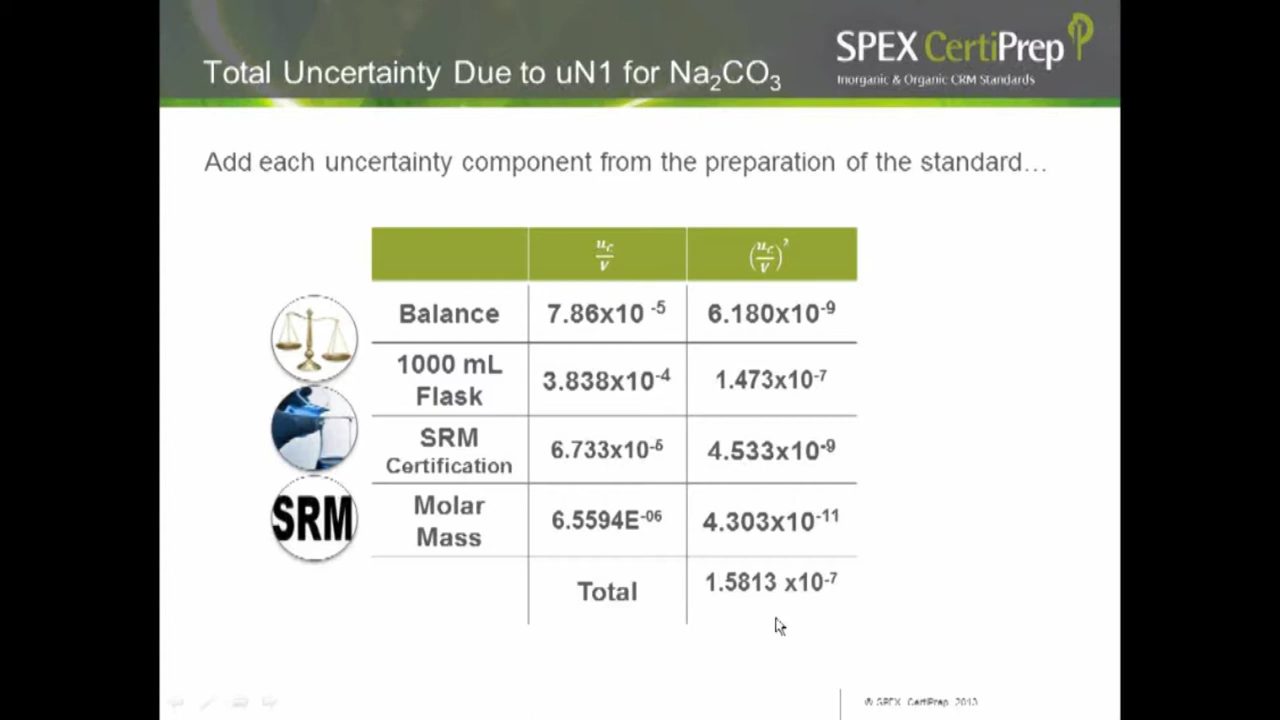 Total Uncertainty Due to uN1 for Na₂CO₃
SPEX CertiPrep
Inorganic & Organic CRM Standards
Add each uncertainty component from the preparation of the standard…
u_c/V (u_c/V)²
Balance 7.86x10 ⁻⁵ 6.180x10⁻⁹
1000 mL
Flask 3.838x10⁻⁴ 1.473x10⁻⁷
SRM
Certification 6.733x10⁻⁵ 4.533x10⁻⁹
Molar
Mass 6.5594E⁻⁰⁶ 4.303x10⁻¹¹
SRM
Total 1.5813 x10⁻⁷
© SPEX CertiPrep 2013